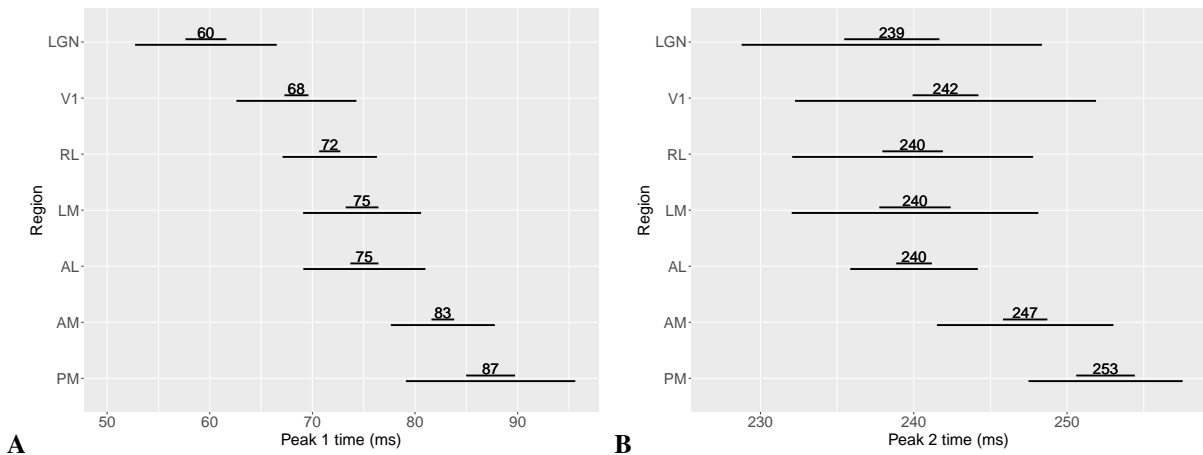 LGN
V1
RL
LM
AL
AM
PM
Region
60
68
72
75
75
83
87
50 60 70 80 90
Peak 1 time (ms)
A
LGN
V1
RL
LM
AL
AM
PM
Region
239
242
240
240
240
247
253
230 240 250
Peak 2 time (ms)
B